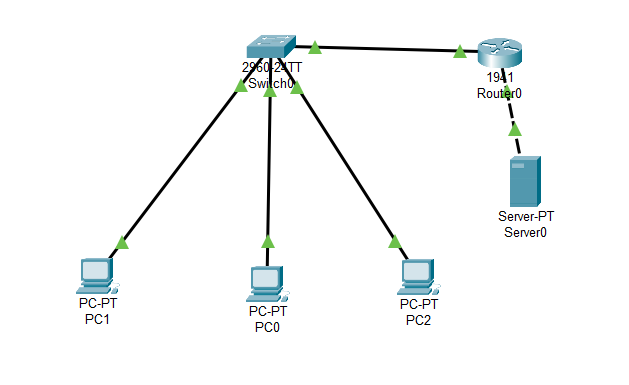 2960-24TT
Switch0
1941
Router0
Server-PT
Server0
PC-PT
PC1
PC-PT
PC0
PC-PT
PC2